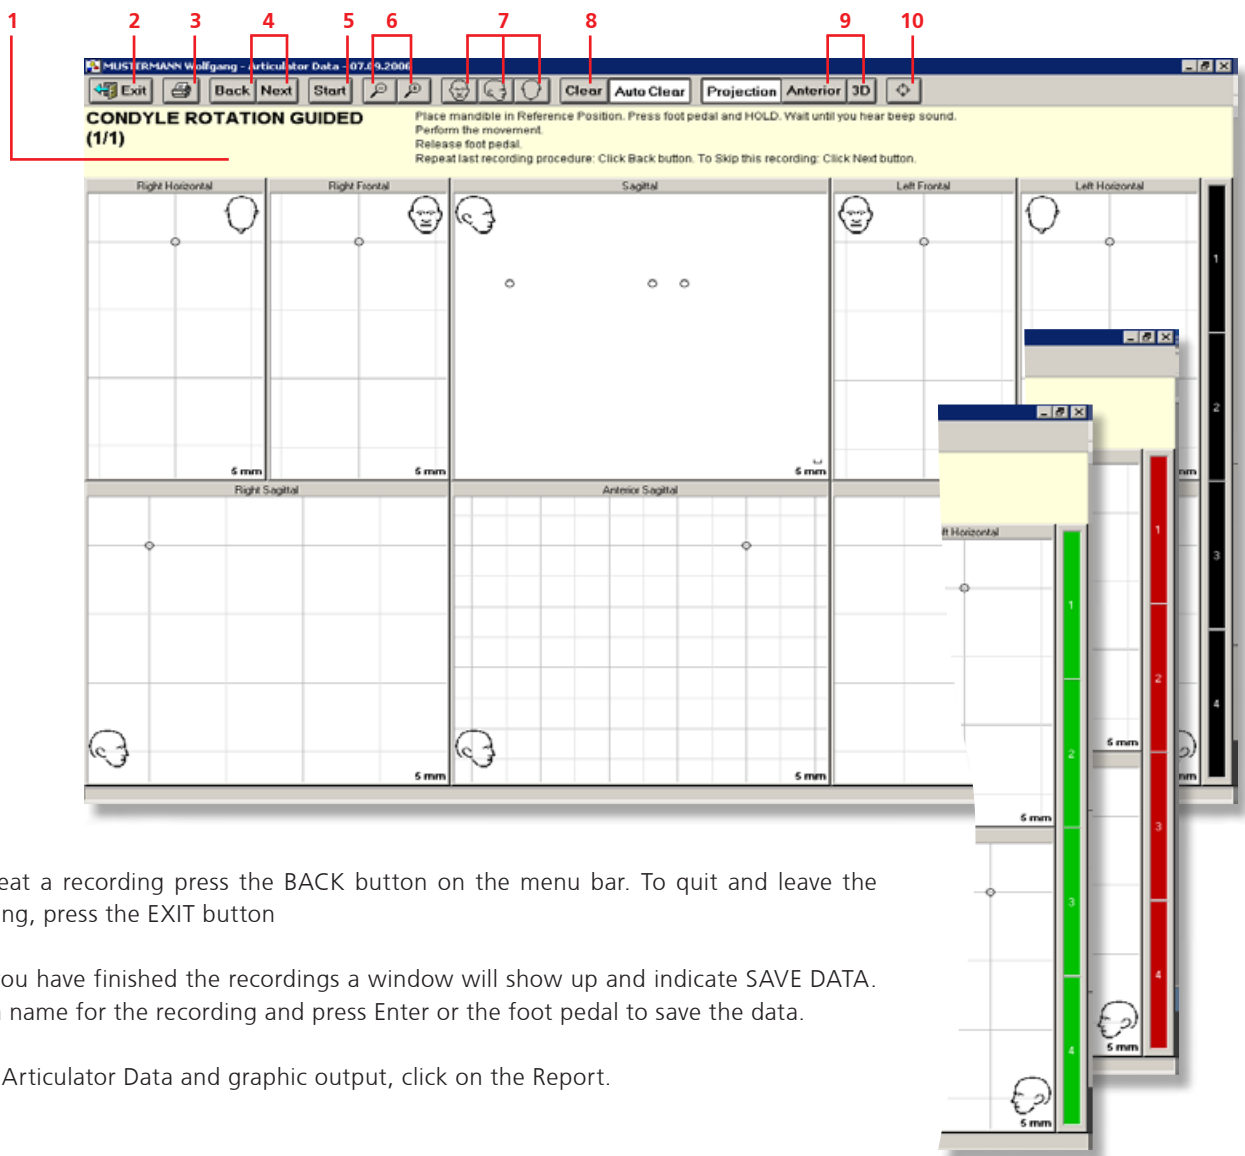 1 2 3 4 5 6 7 8 9 10
MUSTERMANN Wolfgang - Articulator Data - 07.09.2006
Exit Back Next Start Clear Auto Clear Projection Anterior 3D
CONDYLE ROTATION GUIDED
(1/1)
Place mandible in Reference Position. Press foot pedal and HOLD. Wait until you hear beep sound.
Perform the movement.
Release foot pedal.
Repeat last recording procedure: Click Back button. To Skip this recording: Click Next button.
Right Horizontal Right Frontal Sagittal Left Frontal Left Horizontal
1
2
3
4
5 mm 5 mm 5 mm
mm
Right Sagittal Anterior Sagittal
5 mm 5 mm
mm
1
2
3
4
5 mm
5 mm
ft Horizontal
1
2
3
4
5 mm
5 mm
eat a recording press the BACK button on the menu bar. To quit and leave the
ng, press the EXIT button
ou have finished the recordings a window will show up and indicate SAVE DATA.
name for the recording and press Enter or the foot pedal to save the data.
Articulator Data and graphic output, click on the Report.